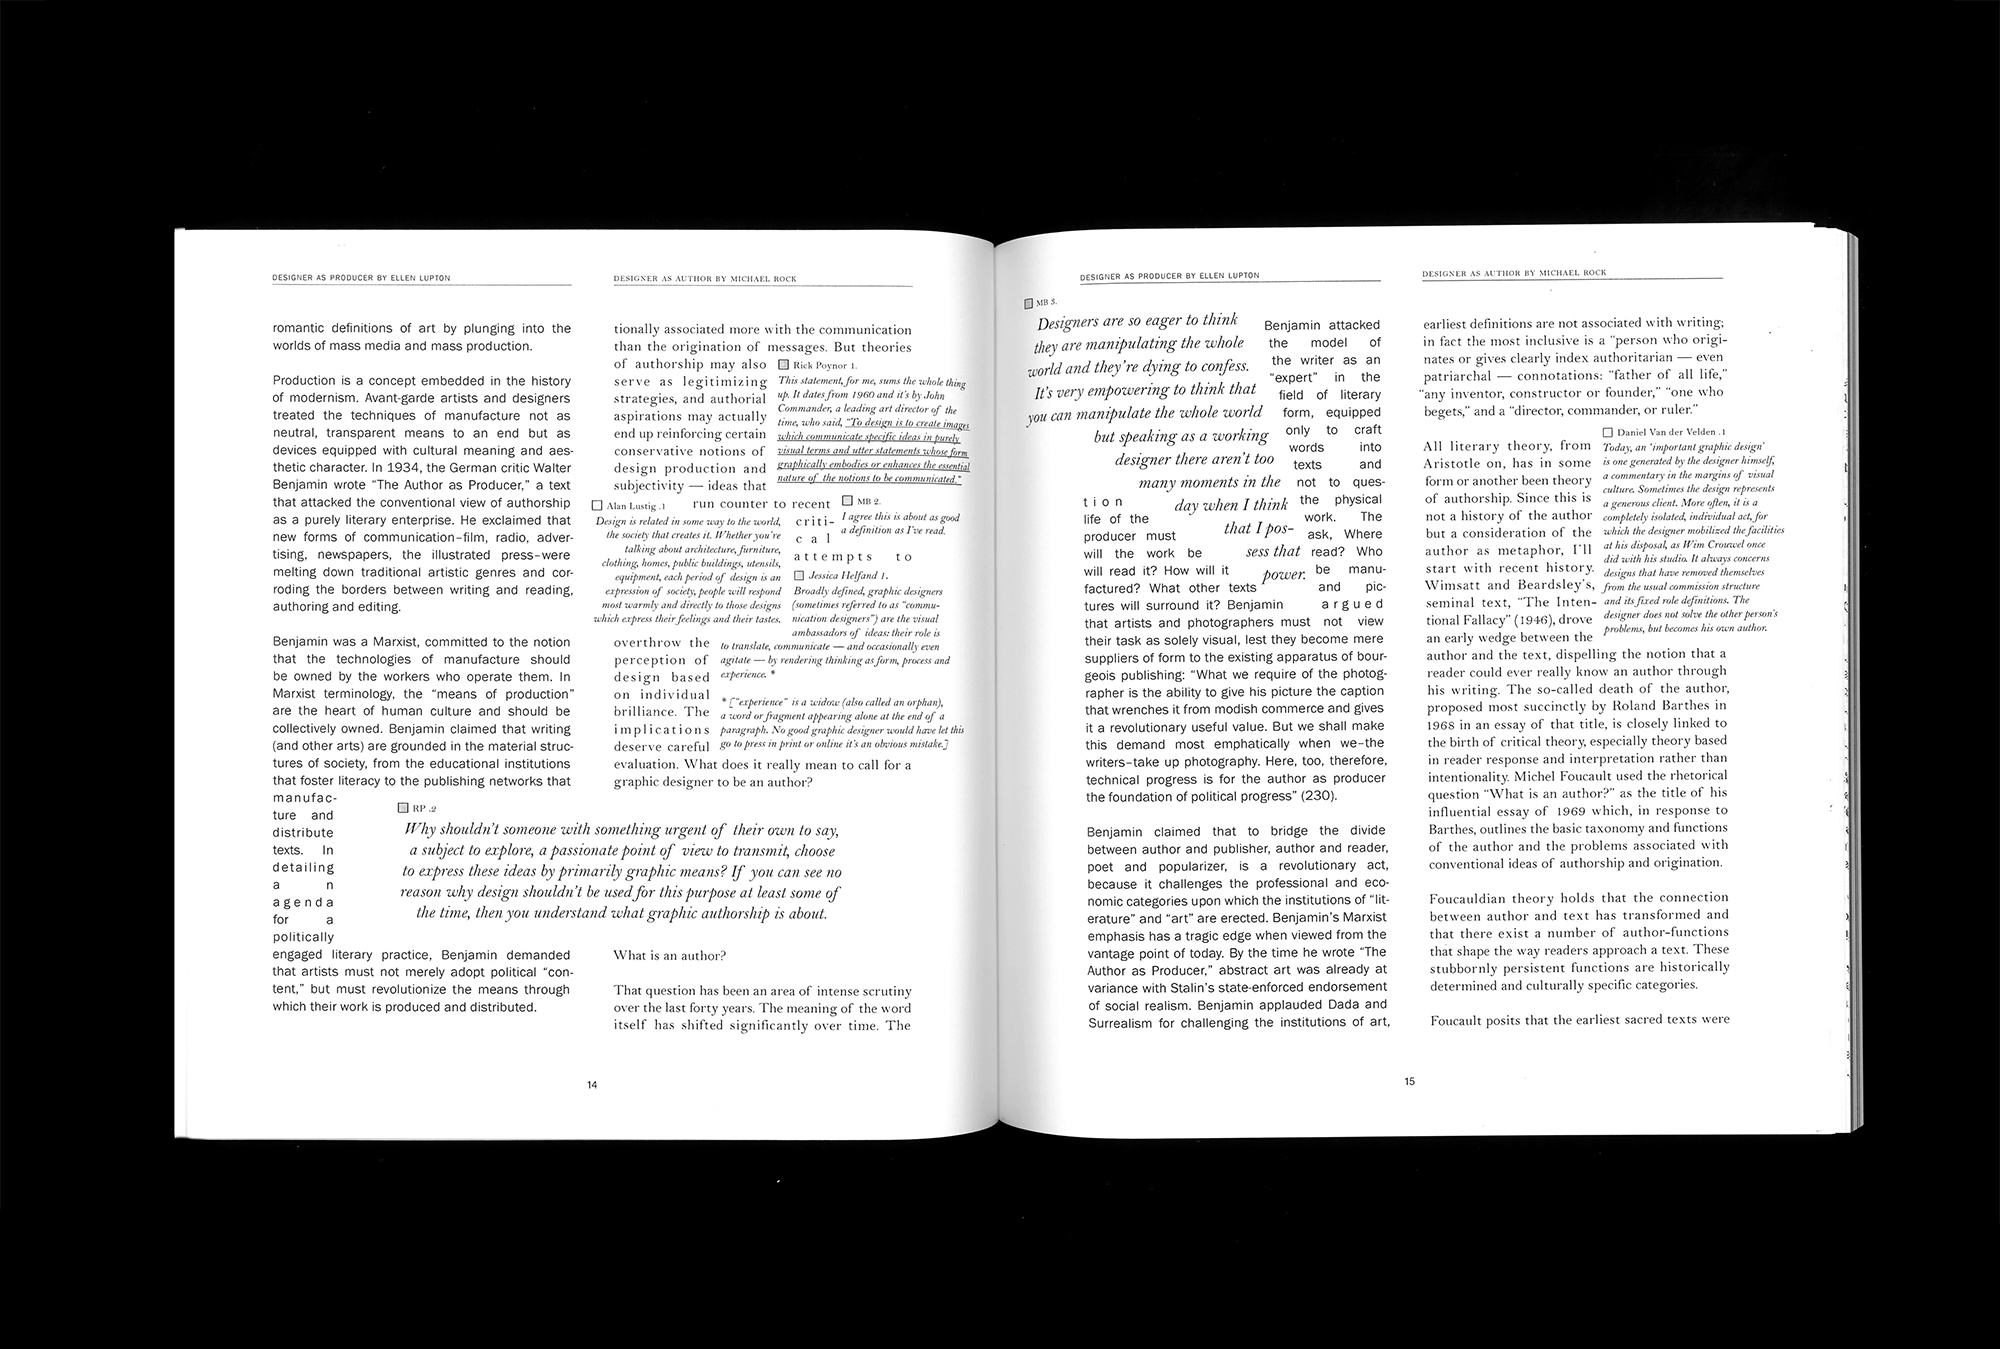 DESIGNER AS PRODUCER BY ELLEN LUPTON
romantic definitions of art by plunging into the
worlds of mass media and mass production.
Production is a concept embedded in the history
of modernism. Avant-garde artists and designers
treated the techniques of manufacture not as
neutral, transparent means to an end but as
devices equipped with cultural meaning and aes-
thetic character. In 1934, the German critic Walter
Benjamin wrote “The Author as Producer,” a text
that attacked the conventional view of authorship
as a purely literary enterprise. He exclaimed that
new forms of communication–film, radio, adver-
tising, newspapers, the illustrated press–were
melting down traditional artistic genres and cor-
roding the borders between writing and reading,
authoring and editing.
Benjamin was a Marxist, committed to the notion
that the technologies of manufacture should
be owned by the workers who operate them. In
Marxist terminology, the “means of production”
are the heart of human culture and should be
collectively owned. Benjamin claimed that writing
(and other arts) are grounded in the material struc-
tures of society, from the educational institutions
that foster literacy to the publishing networks that
manufac-
ture and
distribute
texts. In
detailing
a n
agenda
for a
politically
engaged literary practice, Benjamin demanded
that artists must not merely adopt political “con-
tent,” but must revolutionize the means through
which their work is produced and distributed.
RP .2
Why shouldn’t someone with something urgent of their own to say,
a subject to explore, a passionate point of view to transmit, choose
to express these ideas by primarily graphic means? If you can see no
reason why design shouldn’t be used for this purpose at least some of
the time, then you understand what graphic authorship is about.
DESIGNER AS AUTHOR BY MICHAEL ROCK
tionally associated more with the communication
than the origination of messages. But theories
of authorship may also
serve as legitimizing
strategies, and authorial
aspirations may actually
end up reinforcing certain
conservative notions of
design production and
subjectivity — ideas that
run counter to recent
criti-
c a l
attempts to
overthrow the
perception of
design based
on individual
brilliance. The
implications
deserve careful
evaluation. What does it really mean to call for a
graphic designer to be an author?
Rick Poynor 1.
This statement, for me, sums the whole thing
up. It dates from 1960 and it’s by John
Commander, a leading art director of the
time, who said, “To design is to create images
which communicate specific ideas in purely
visual terms and utter statements whose form
graphically embodies or enhances the essential
nature of the notions to be communicated.”
Alan Lustig .1
Design is related in some way to the world,
the society that creates it. Whether you’re
talking about architecture, furniture,
clothing, homes, public buildings, utensils,
equipment, each period of design is an
expression of society, people will respond
most warmly and directly to those designs
which express their feelings and their tastes.
MB 2.
I agree this is about as good
a definition as I’ve read.
Jessica Helfand 1.
Broadly defined, graphic designers
(sometimes referred to as “commu-
nication designers”) are the visual
ambassadors of ideas: their role is
to translate, communicate — and occasionally even
agitate — by rendering thinking as form, process and
experience. *
* [“experience” is a widow (also called an orphan),
a word or fragment appearing alone at the end of a
paragraph. No good graphic designer would have let this
go to press in print or online it’s an obvious mistake.]
What is an author?
That question has been an area of intense scrutiny
over the last forty years. The meaning of the word
itself has shifted significantly over time. The
14
DESIGNER AS PRODUCER BY ELLEN LUPTON
MB 3.
Designers are so eager to think
they are manipulating the whole
world and they’re dying to confess.
It’s very empowering to think that
you can manipulate the whole world
but speaking as a working
designer there aren’t too
many moments in the
day when I think
that I pos-
sess that
power.
Benjamin attacked
the model of
the writer as an
“expert” in the
field of literary
form, equipped
only to craft
words into
texts and
not to ques-
tion the physical
life of the work. The
producer must ask, Where
will the work be read? Who
will read it? How will it be manu-
factured? What other texts and pic-
tures will surround it? Benjamin argued
that artists and photographers must not view
their task as solely visual, lest they become mere
suppliers of form to the existing apparatus of bour-
geois publishing: “What we require of the photog-
rapher is the ability to give his picture the caption
that wrenches it from modish commerce and gives
it a revolutionary useful value. But we shall make
this demand most emphatically when we–the
writers–take up photography. Here, too, therefore,
technical progress is for the author as producer
the foundation of political progress” (230).
Benjamin claimed that to bridge the divide
between author and publisher, author and reader,
poet and popularizer, is a revolutionary act,
because it challenges the professional and eco-
nomic categories upon which the institutions of “lit-
erature” and “art” are erected. Benjamin’s Marxist
emphasis has a tragic edge when viewed from the
vantage point of today. By the time he wrote “The
Author as Producer,” abstract art was already at
variance with Stalin’s state-enforced endorsement
of social realism. Benjamin applauded Dada and
Surrealism for challenging the institutions of art,
DESIGNER AS AUTHOR BY MICHAEL ROCK
earliest definitions are not associated with writing;
in fact the most inclusive is a “person who origi-
nates or gives clearly index authoritarian — even
patriarchal — connotations: “father of all life,”
“any inventor, constructor or founder,” “one who
begets,” and a “director, commander, or ruler.”
All literary theory, from
Aristotle on, has in some
form or another been theory
of authorship. Since this is
not a history of the author
but a consideration of the
author as metaphor, I’ll
start with recent history.
Wimsatt and Beardsley’s,
seminal text, “The Inten-
tional Fallacy” (1946), drove
an early wedge between the
author and the text, dispelling the notion that a
reader could ever really know an author through
his writing. The so-called death of the author,
proposed most succinctly by Roland Barthes in
1968 in an essay of that title, is closely linked to
the birth of critical theory, especially theory based
in reader response and interpretation rather than
intentionality. Michel Foucault used the rhetorical
question “What is an author?” as the title of his
influential essay of 1969 which, in response to
Barthes, outlines the basic taxonomy and functions
of the author and the problems associated with
conventional ideas of authorship and origination.
Foucauldian theory holds that the connection
between author and text has transformed and
that there exist a number of author-functions
that shape the way readers approach a text. These
stubbornly persistent functions are historically
determined and culturally specific categories.
Foucault posits that the earliest sacred texts were
Daniel Van der Velden .1
Today, an ‘important graphic design’
is one generated by the designer himself,
a commentary in the margins of visual
culture. Sometimes the design represents
a generous client. More often, it is a
completely isolated, individual act, for
which the designer mobilized the facilities
at his disposal, as Wim Crouwel once
did with his studio. It always concerns
designs that have removed themselves
from the usual commission structure
and its fixed role definitions. The
designer does not solve the other person’s
problems, but becomes his own author.
15